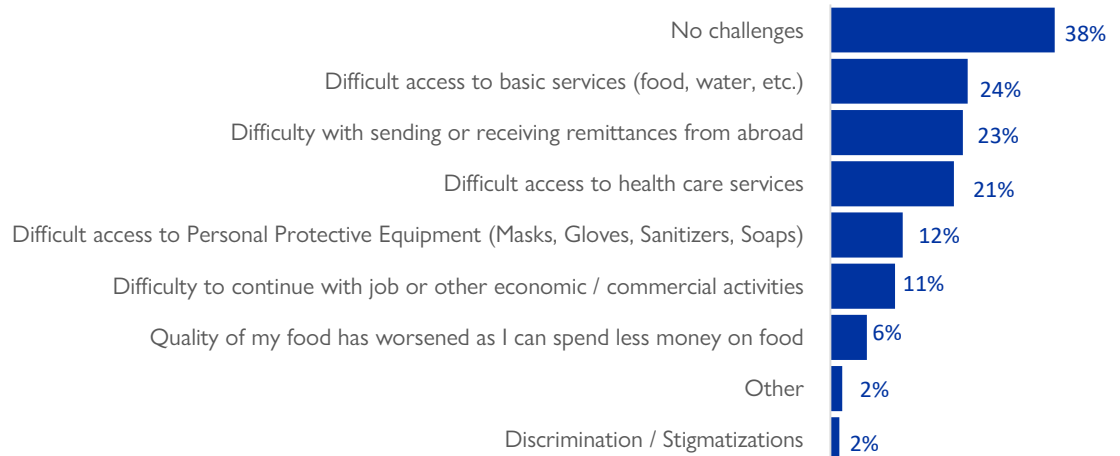 No challenges 38%
Difficult access to basic services (food, water, etc.) 24%
Difficulty with sending or receiving remittances from abroad 23%
Difficult access to health care services 21%
Difficult access to Personal Protective Equipment (Masks, Gloves, Sanitizers, Soaps) 12%
Difficulty to continue with job or other economic / commercial activities 11%
Quality of my food has worsened as I can spend less money on food 6%
Other 2%
Discrimination / Stigmatizations 2%